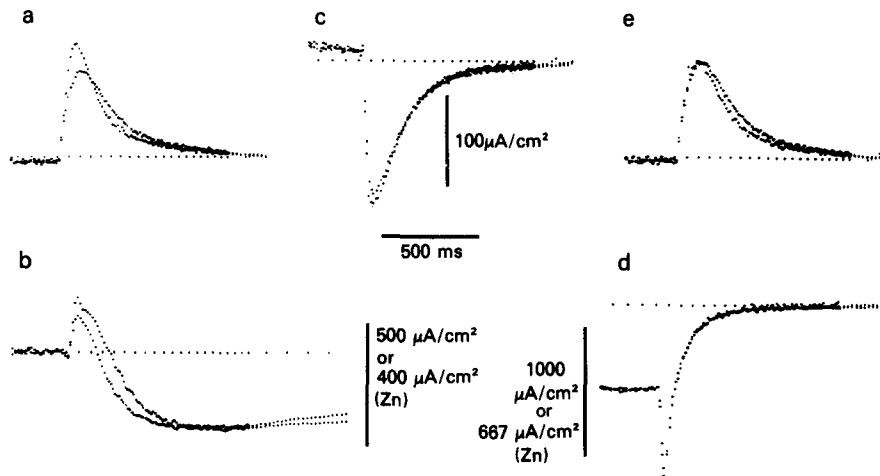 a
c
e
100μA/cm²
500 ms
b
d
500 μA/cm²
or
400 μA/cm²
(Zn)
1000
μA/cm²
or
667 μA/cm²
(Zn)